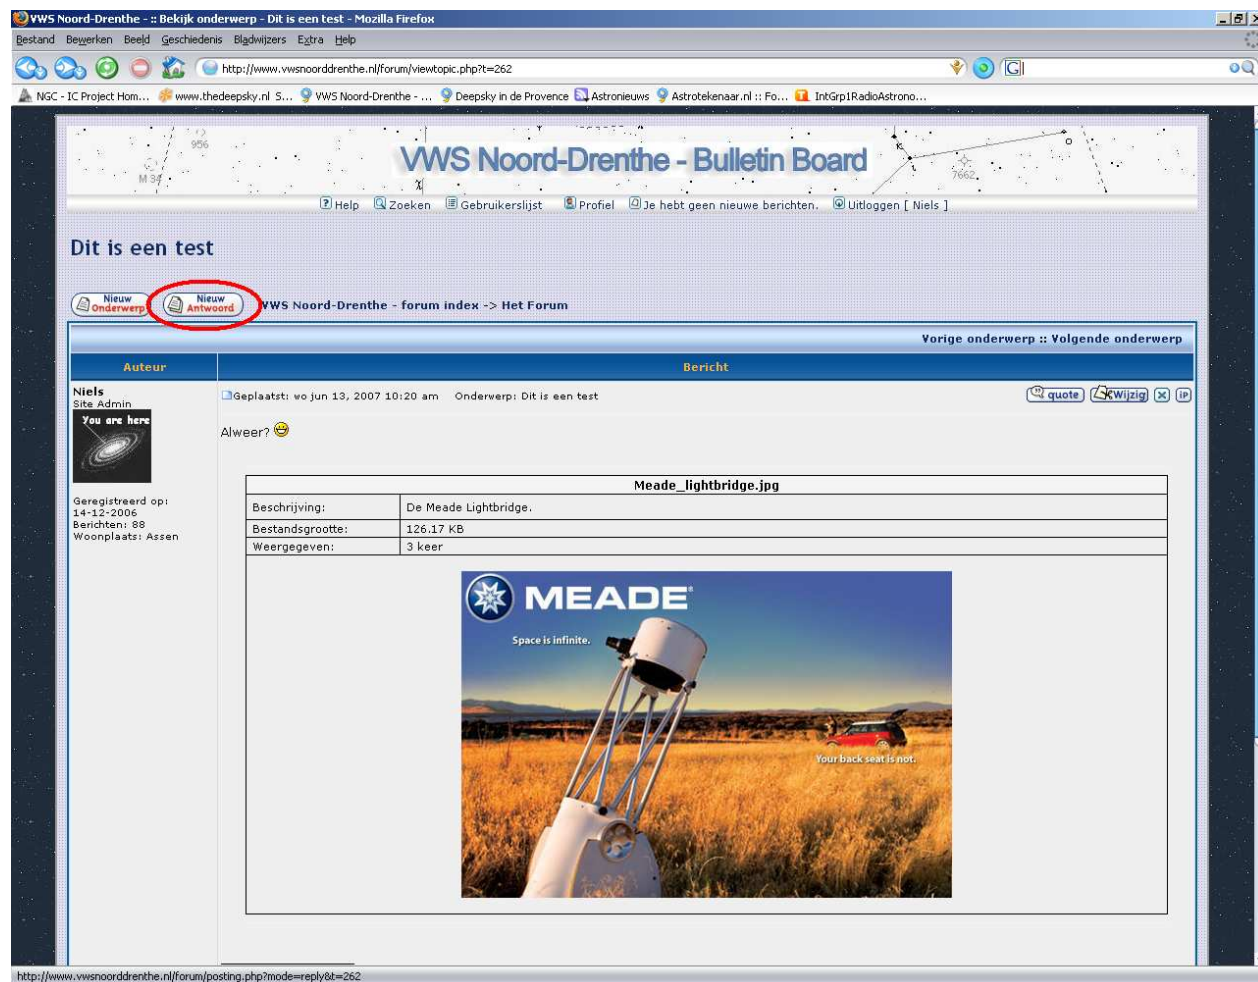 VWS Noord-Drenthe - :: Bekijk onderwerp - Dit is een test - Mozilla Firefox
Bestand Bewerken Beeld Geschiedenis Bladwijzers Extra Help
http://www.vwsnoorddrenthe.nl/forum/viewtopic.php?t=262
NGC - IC Project Hom... www.thedeepsky.nl S... VWS Noord-Drenthe - ... Deepsky in de Provence Astronieuws Astrotekenaar.nl :: Fo... IntGrp1RadioAstrono...
956
M 34
7662
VWS Noord-Drenthe - Bulletin Board
Help Zoeken Gebruikerslijst Profiel Je hebt geen nieuwe berichten. Uitloggen [ Niels ]
Dit is een test
Nieuw Onderwerp Nieuw Antwoord VWS Noord-Drenthe - forum index -> Het Forum
Vorige onderwerp :: Volgende onderwerp
Auteur Bericht
Niels
Site Admin
You are here
Geregistreerd op:
14-12-2006
Berichten: 88
Woonplaats: Assen
Geplaatst: wo jun 13, 2007 10:20 am Onderwerp: Dit is een test quote Wijzig IP
Alweer?
Meade_lightbridge.jpg
Beschrijving: De Meade Lightbridge.
Bestandsgrootte: 126.17 KB
Weergegeven: 3 keer
MEADE®
Space is infinite.
Your back seat is not.
http://www.vwsnoorddrenthe.nl/forum/posting.php?mode=reply&t=262